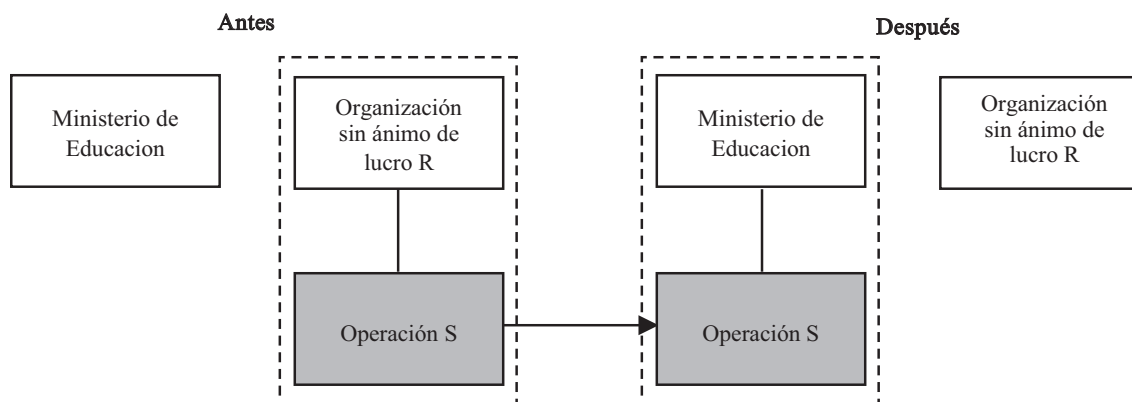 Antes
Después
Ministerio de
Educacion
Organización
sin ánimo de
lucro R
Ministerio de
Educacion
Organización
sin ánimo de
lucro R
Operación S
Operación S